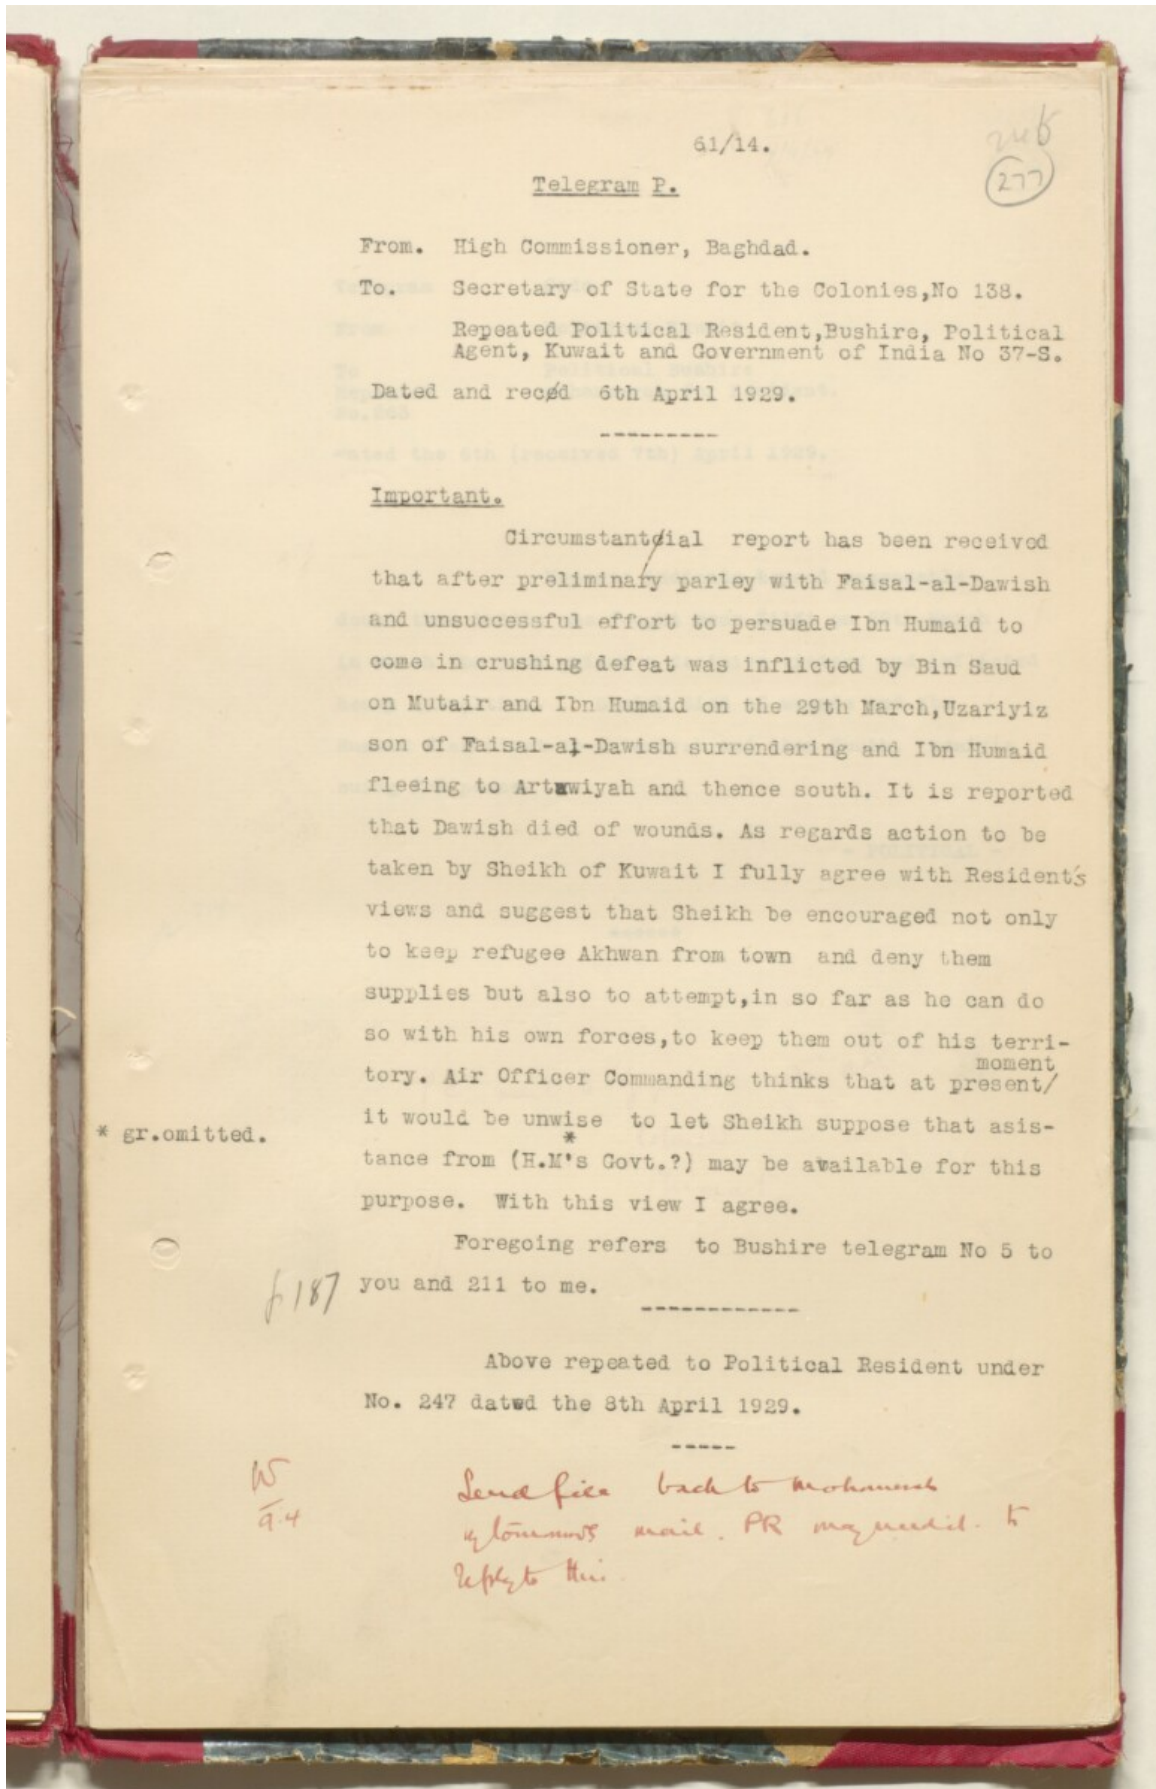 61/14.
277
Telegram P.
From. High Commissioner, Baghdad.
To. Secretary of State for the Colonies,No 138.
Repeated Political Resident,Bushire, Political
Agent, Kuwait and Government of India No 37-S.
Dated and recd 6th April 1929.
---------
Important.
Circumstantial report has been received
that after preliminary parley with Faisal-al-Dawish
and unsuccessful effort to persuade Ibn Humaid to
come in crushing defeat was inflicted by Bin Saud
on Mutair and Ibn Humaid on the 29th March,Uzariyiz
son of Faisal-al-Dawish surrendering and Ibn Humaid
fleeing to Artawiyah and thence south. It is reported
that Dawish died of wounds. As regards action to be
taken by Sheikh of Kuwait I fully agree with Resident's
views and suggest that Sheikh be encouraged not only
to keep refugee Akhwan from town and deny them
supplies but also to attempt,in so far as he can do
so with his own forces,to keep them out of his terri-
moment
tory. Air Officer Commanding thinks that at present/
it would be unwise to let Sheikh suppose that asis-
* gr.omitted.
*
tance from (H.M's Govt.?) may be available for this
purpose. With this view I agree.
Foregoing refers to Bushire telegram No 5 to
187 you and 211 to me.
------------
Above repeated to Political Resident under
No. 247 dated the 8th April 1929.
-----
9.4
Send file back to Mohammerah
mail. PR may need it to
reply to this.